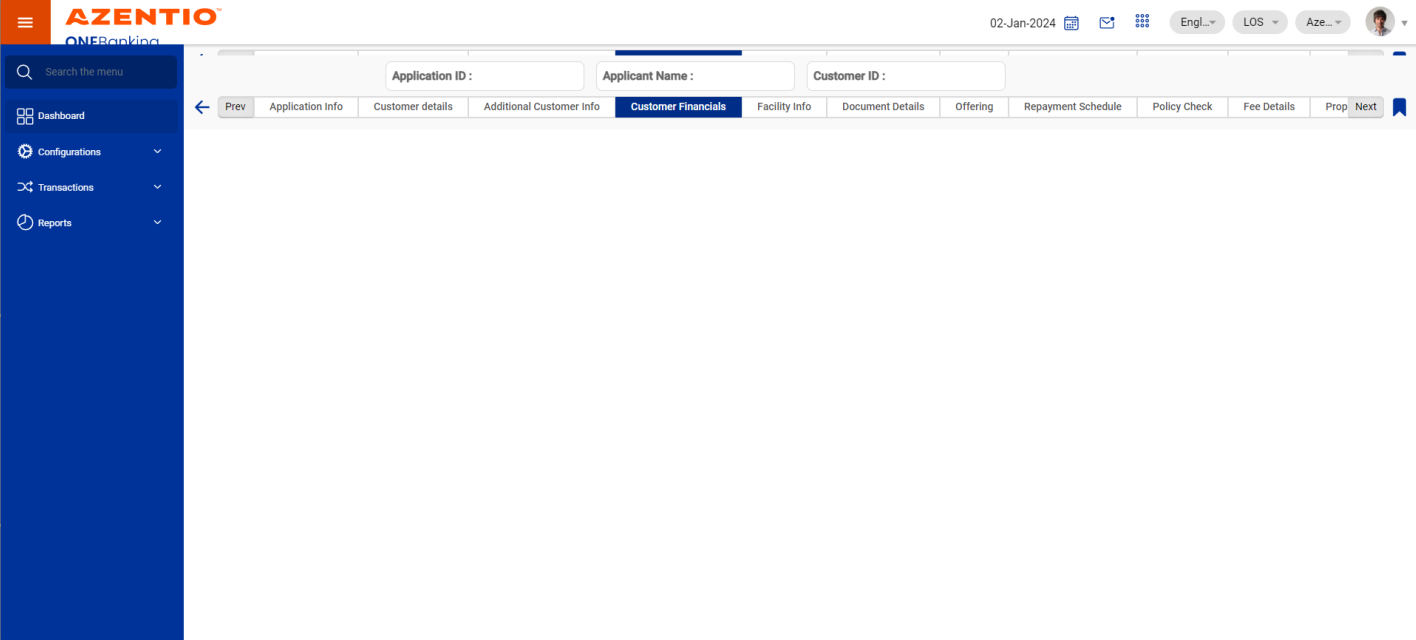 AZENTIO™
ONEBanking
02-Jan-2024
Engl...
LOS
Aze...
Search the menu
Dashboard
Configurations
Transactions
Reports
Application ID :
Applicant Name :
Customer ID :
Prev
Application Info
Customer details
Additional Customer Info
Customer Financials
Facility Info
Document Details
Offering
Repayment Schedule
Policy Check
Fee Details
Prop
Next